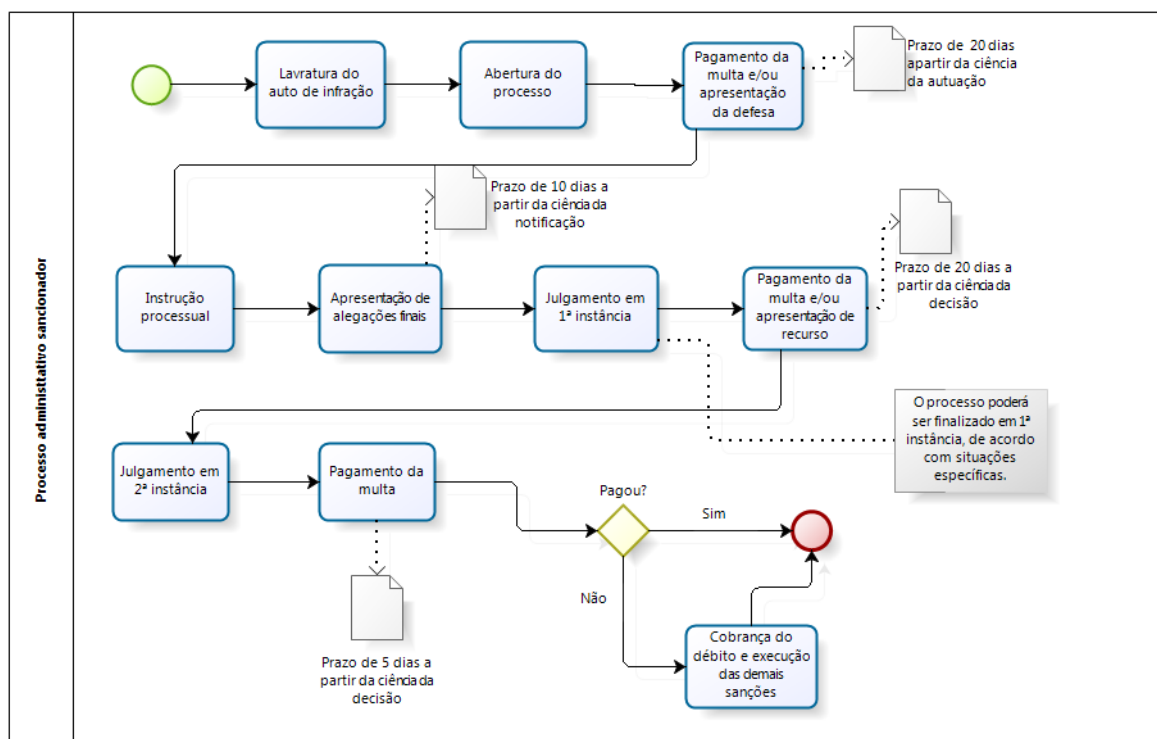 Processo administtativo sancionador
Lavratura do
auto de infração
Abertura do
processo
Pagamento da
multa e/ou
apresentação
da defesa
Prazo de 20 dias
apartir da ciência
da autuação
Prazo de 10 dias a
partir da ciência da
notificação
Instrução
processual
Apresentação de
alegações finais
Julgamento em
1ª instância
Pagamento da
multa e/ou
apresentação de
recurso
Prazo de 20 dias a
partir da ciência da
decisão
O processo poderá
ser finalizado em 1ª
instância, de acordo
com situações
específicas.
Julgamento em
2ª instância
Pagamento da
multa
Pagou?
Sim
Não
Prazo de 5 dias a
partir da ciência da
decisão
Cobrança do
débito e execução
das demais
sanções